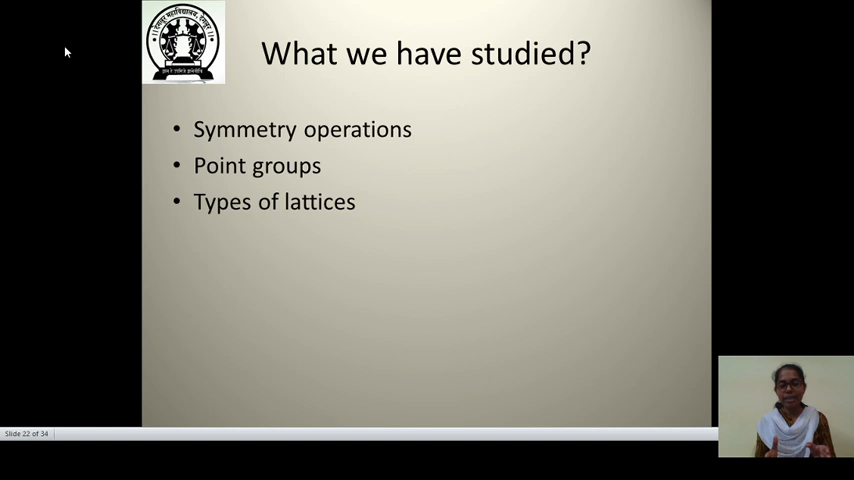 What we have studied?
• Symmetry operations
• Point groups
• Types of lattices
Slide 22 of 34